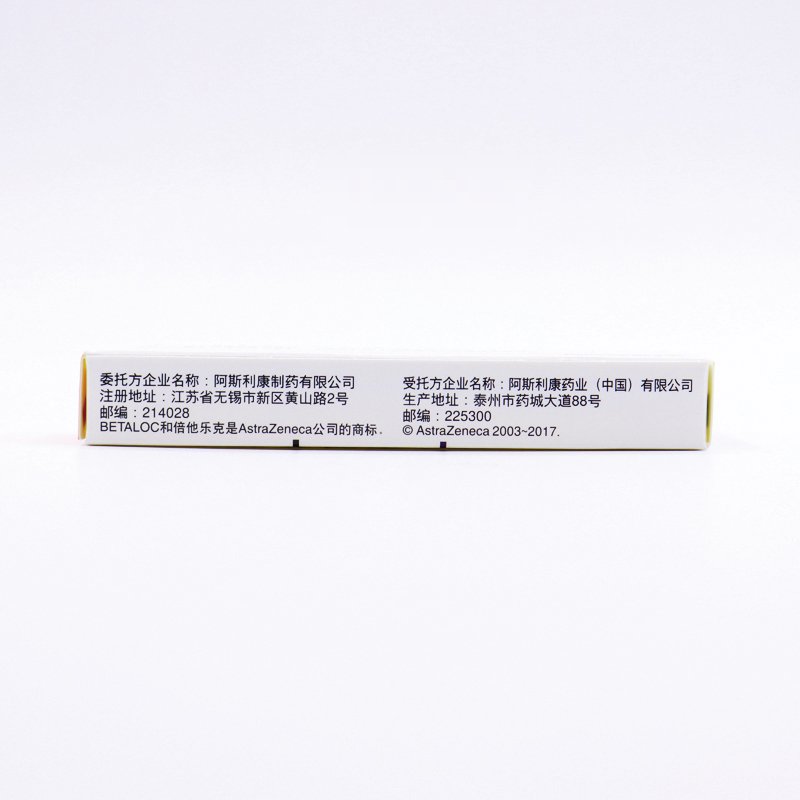 委托方企业名称：阿斯利康制药有限公司
注册地址：江苏省无锡市新区黄山路2号
邮编：214028
BETALOC和倍他乐克是AstraZeneca公司的商标.
受托方企业名称：阿斯利康药业（中国）有限公司
生产地址：泰州市药城大道88号
邮编：225300
© AstraZeneca 2003~2017.